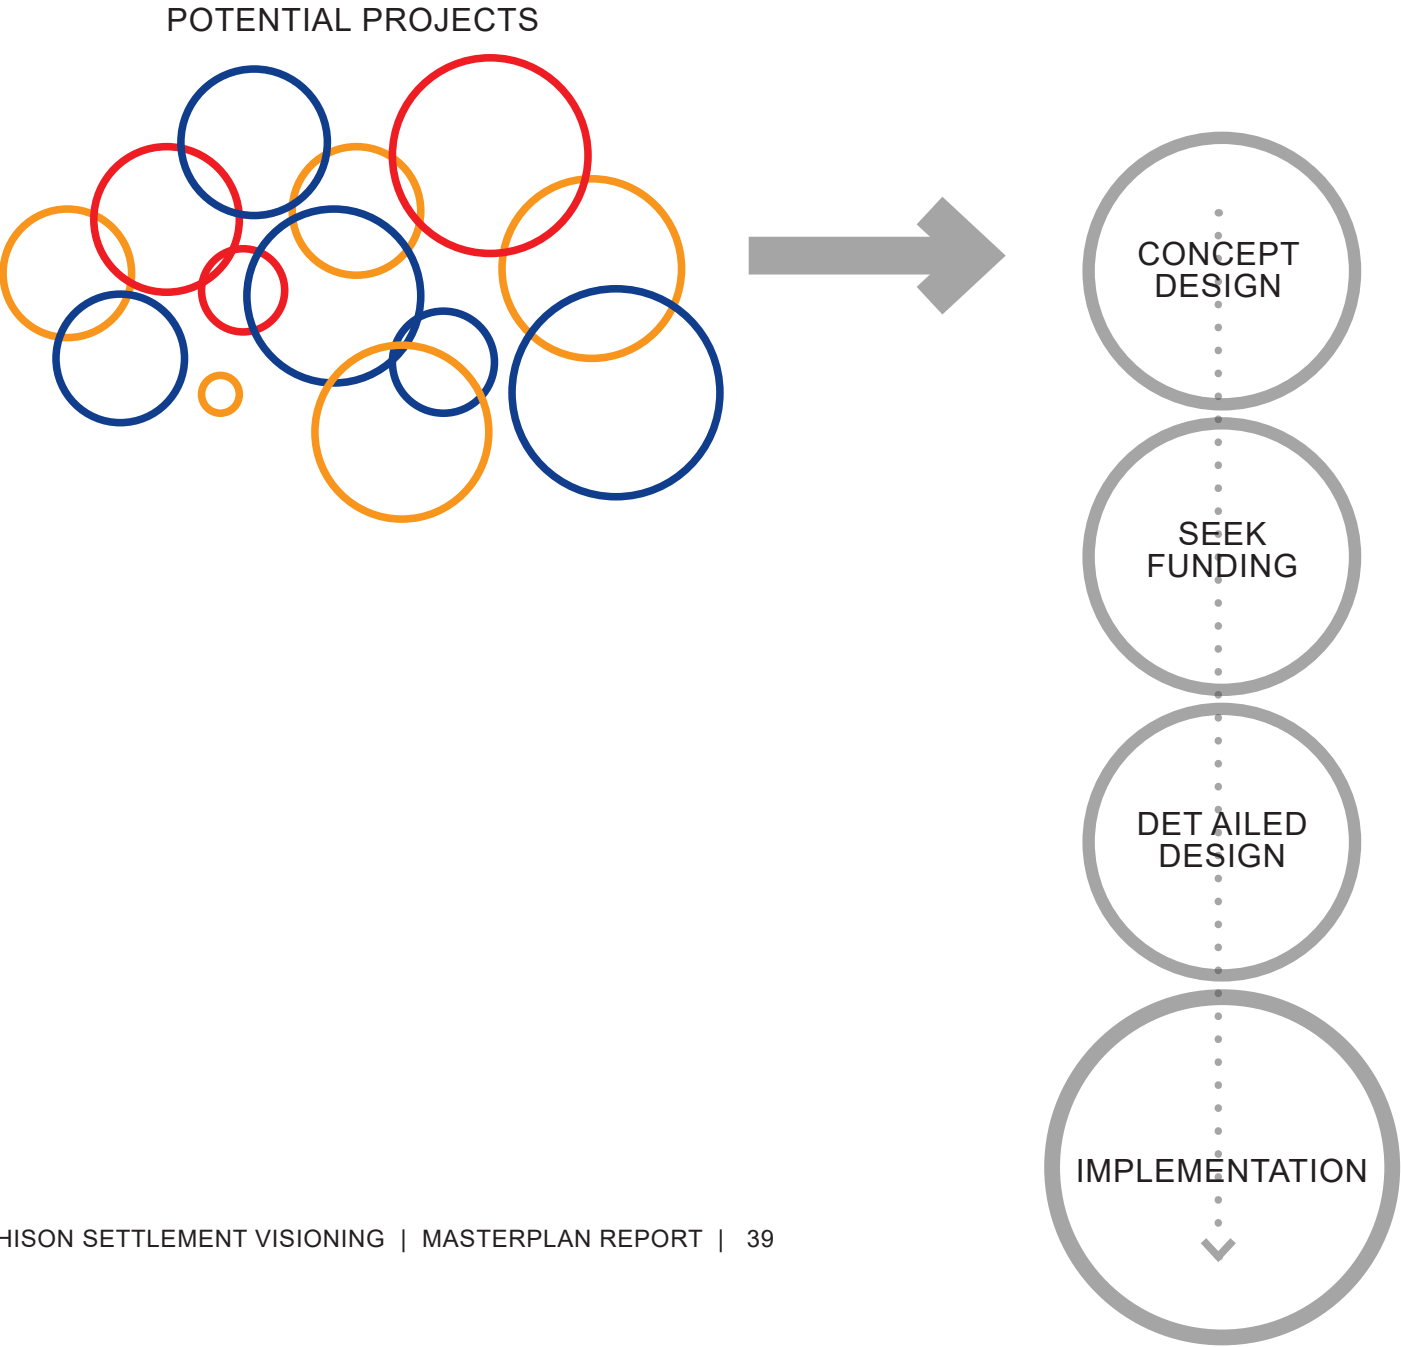 POTENTIAL PROJECTS
CONCEPT
DESIGN
SEEK
FUNDING
DET AILED
DESIGN
IMPLEMENTATION
HISON SETTLEMENT VISIONING | MASTERPLAN REPORT | 39